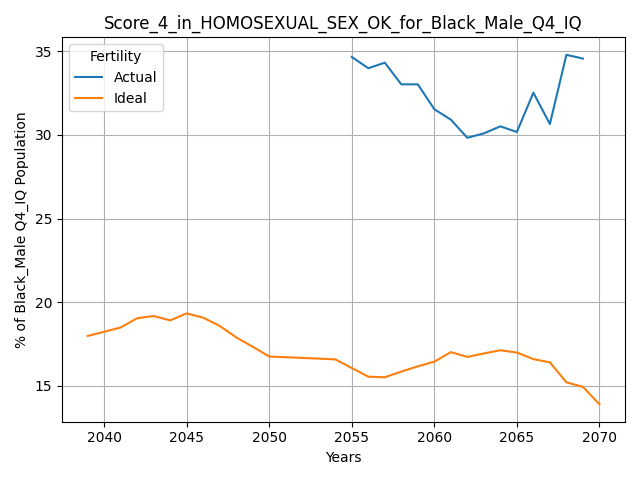 Score_4_in_HOMOSEXUAL_SEX_OK_for_Black_Male_Q4_IQ
Fertility
Actual
Ideal
% of Black_Male Q4_IQ Population
35
30
25
20
15
2040
2045
2050
2055
2060
2065
2070
Years